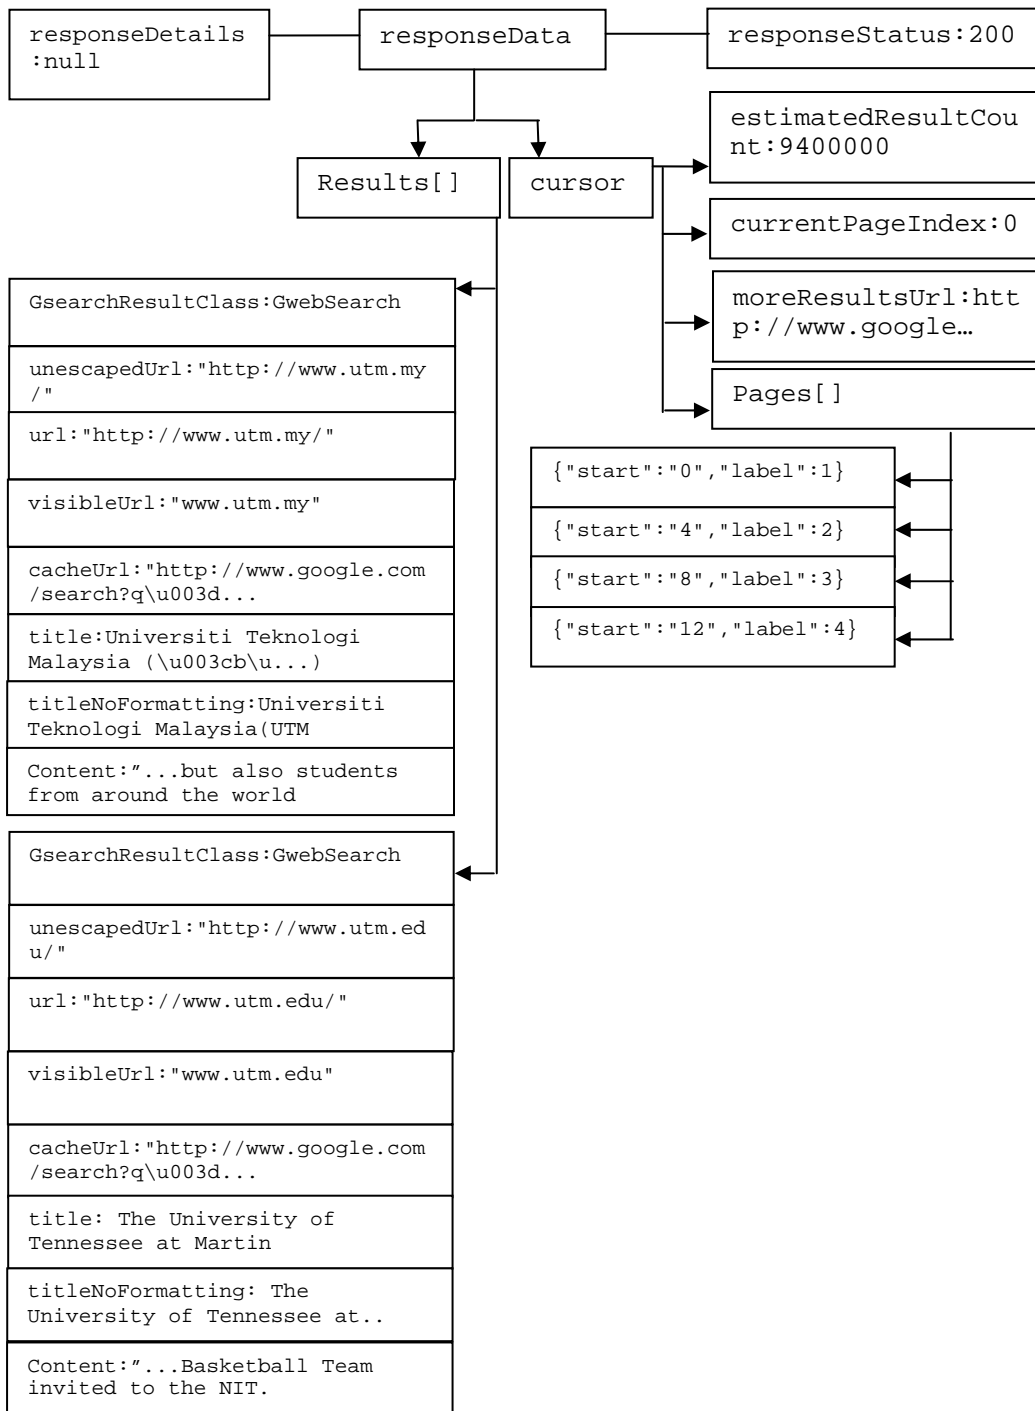 responseDetails
:null
responseData
responseStatus:200
Results[]
cursor
estimatedResultCou
nt:9400000
currentPageIndex:0
moreResultsUrl:htt
p://www.google…
Pages[]
{"start":"0","label":1}
{"start":"4","label":2}
{"start":"8","label":3}
{"start":"12","label":4}
GsearchResultClass:GwebSearch
unescapedUrl:"http://www.utm.my
/"
url:"http://www.utm.my/"
visibleUrl:"www.utm.my"
cacheUrl:"http://www.google.com
/search?q\u003d...
title:Universiti Teknologi
Malaysia (\u003cb\u...)
titleNoFormatting:Universiti
Teknologi Malaysia(UTM
Content:”...but also students
from around the world
GsearchResultClass:GwebSearch
unescapedUrl:"http://www.utm.ed
u/"
url:"http://www.utm.edu/"
visibleUrl:"www.utm.edu"
cacheUrl:"http://www.google.com
/search?q\u003d...
title: The University of
Tennessee at Martin
titleNoFormatting: The
University of Tennessee at..
Content:”...Basketball Team
invited to the NIT.